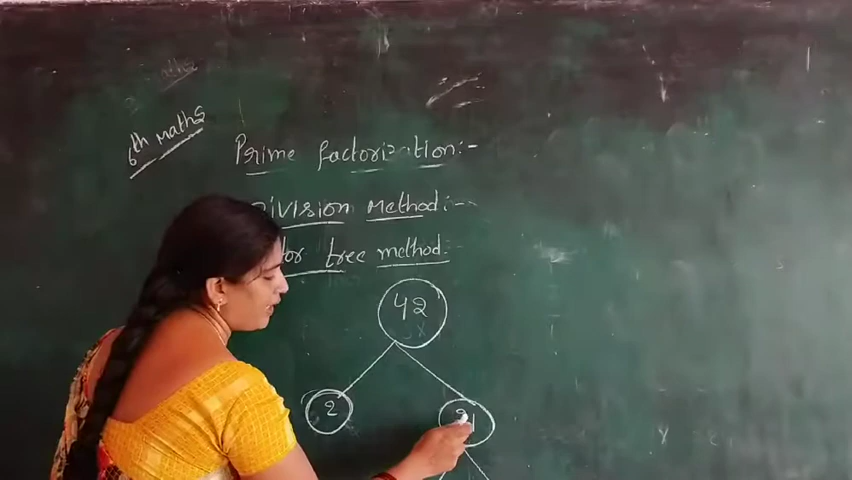 6th maths
Prime factorization:-
Division Method:-
tree method:-
42
2
21